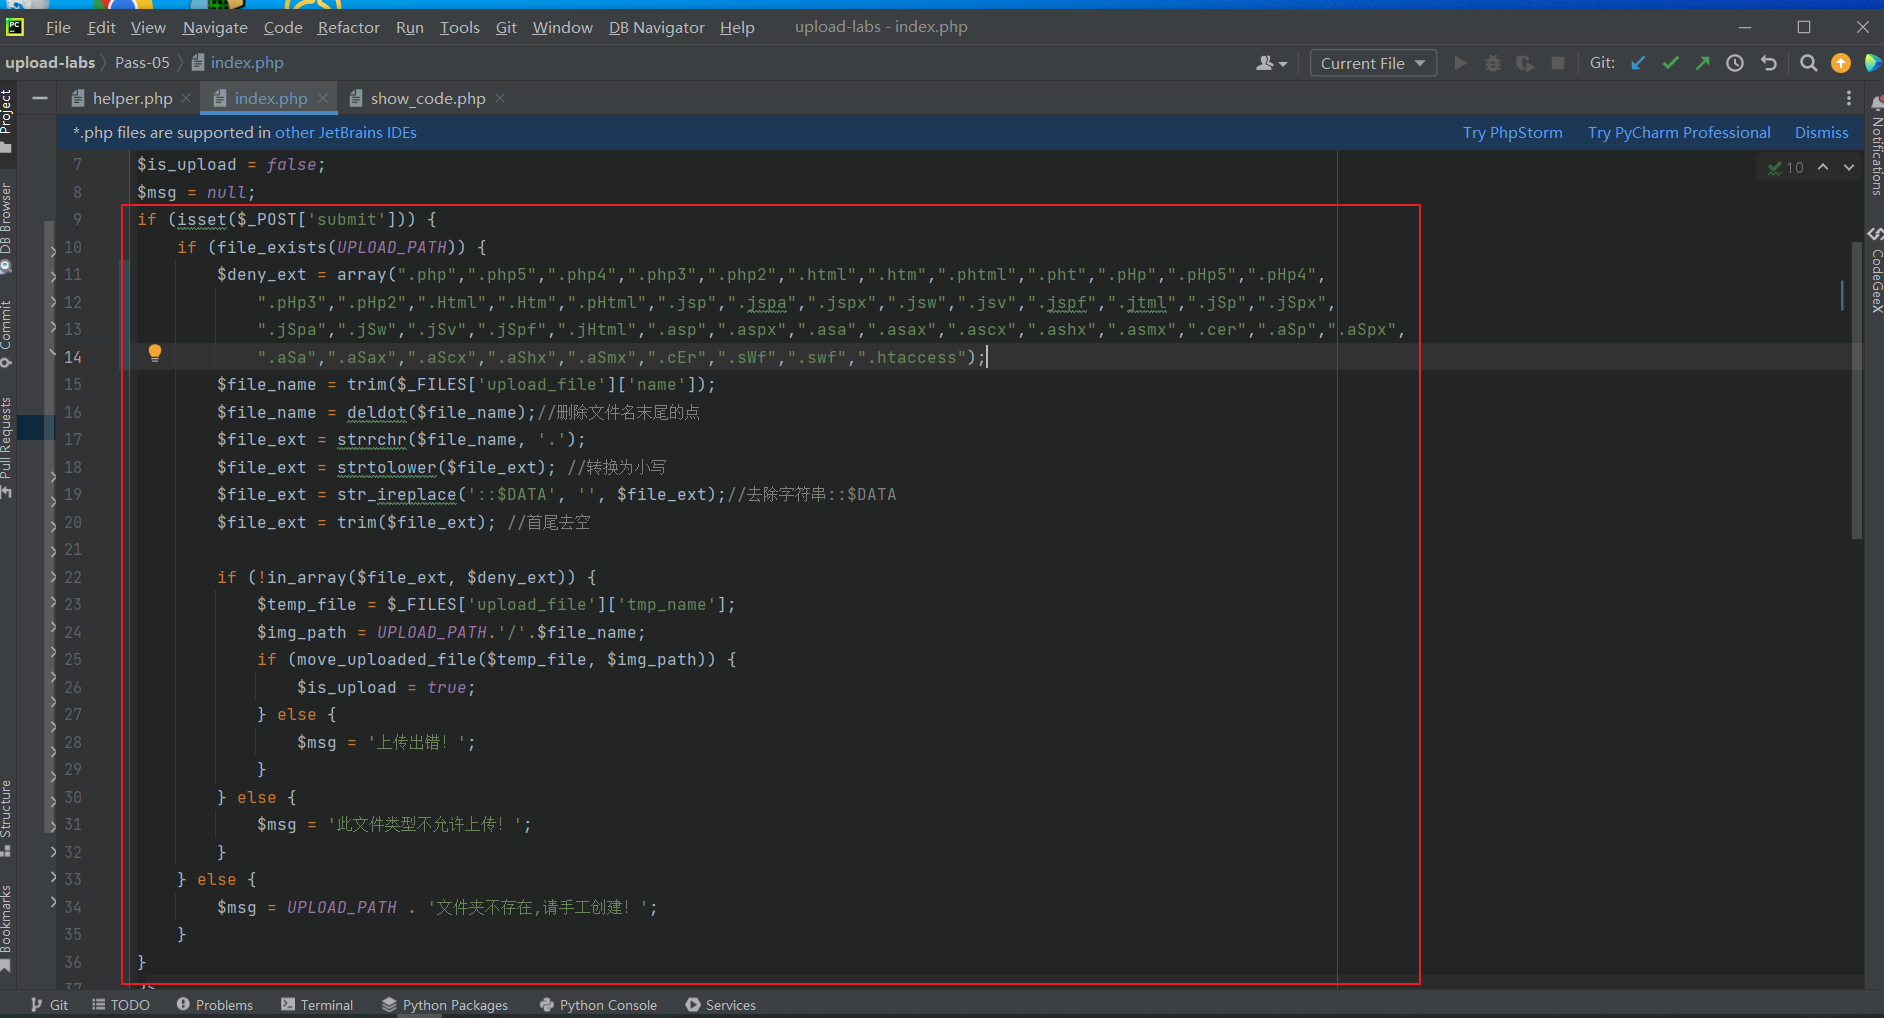 File Edit View Navigate Code Refactor Run Tools Git Window DB Navigator Help upload-labs - index.php
upload-labs Pass-05 index.php Current File Git:
helper.php index.php show_code.php
*.php files are supported in other JetBrains IDEs Try PhpStorm Try PyCharm Professional Dismiss
7 $is_upload = false; 10
8 $msg = null;
9 if (isset($_POST['submit'])) {
10 if (file_exists(UPLOAD_PATH)) {
11 $deny_ext = array(".php",".php5",".php4",".php3",".php2",".html",".htm",".phtml",".pht",".pHp",".pHp5",".pHp4",
12 ".pHp3",".pHp2",".Html",".Htm",".pHtml",".jsp",".jspa",".jspx",".jsw",".jsv",".jspf",".jtml",".jSp",".jSpx",
13 ".jSpa",".jSw",".jSv",".jSpf",".jHtml",".asp",".aspx",".asa",".asax",".ascx",".ashx",".asmx",".cer",".aSp",".aSpx",
14 ".aSa",".aSax",".aScx",".aShx",".aSmx",".cEr",".sWf",".swf",".htaccess");
15 $file_name = trim($_FILES['upload_file']['name']);
16 $file_name = deldot($file_name);//删除文件名末尾的点
17 $file_ext = strrchr($file_name, '.');
18 $file_ext = strtolower($file_ext); //转换为小写
19 $file_ext = str_ireplace('::$DATA', '', $file_ext);//去除字符串::$DATA
20 $file_ext = trim($file_ext); //首尾去空
21
22 if (!in_array($file_ext, $deny_ext)) {
23 $temp_file = $_FILES['upload_file']['tmp_name'];
24 $img_path = UPLOAD_PATH.'/'.$file_name;
25 if (move_uploaded_file($temp_file, $img_path)) {
26 $is_upload = true;
27 } else {
28 $msg = '上传出错！';
29 }
30 } else {
31 $msg = '此文件类型不允许上传！';
32 }
33 } else {
34 $msg = UPLOAD_PATH . '文件夹不存在,请手工创建！';
35 }
36 }
37 ?>
Project
DB Browser
Commit
Pull Requests
Structure
Bookmarks
Notifications
CodeGeeX
Git TODO Problems Terminal Python Packages Python Console Services